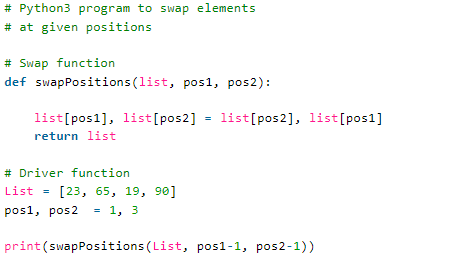 # Python3 program to swap elements
# at given positions
# Swap function
def swapPositions(list, pos1, pos2):
list[pos1], list[pos2] = list[pos2], list[pos1]
return list
# Driver function
List = [23, 65, 19, 90]
pos1, pos2  = 1, 3
print(swapPositions(List, pos1-1, pos2-1))